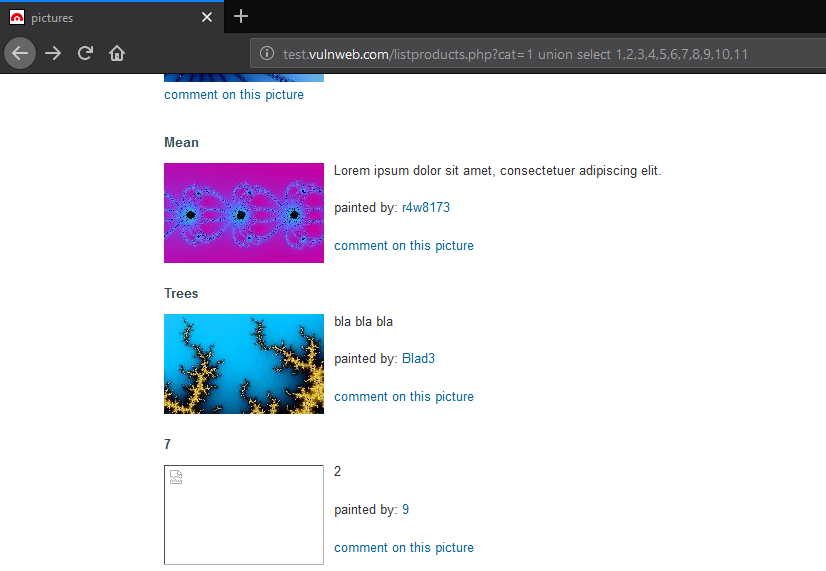 pictures
test.vulnweb.com/listproducts.php?cat=1 union select 1,2,3,4,5,6,7,8,9,10,11
comment on this picture
Mean
Lorem ipsum dolor sit amet, consectetuer adipiscing elit.
painted by: r4w8173
comment on this picture
Trees
bla bla bla
painted by: Blad3
comment on this picture
7
2
painted by: 9
comment on this picture